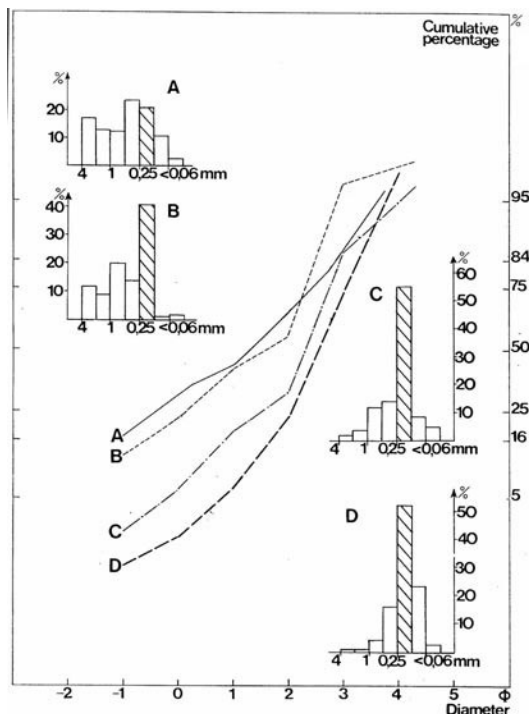 Cumulative %
percentage
% A
20
10
4 1 0,25 <0,06mm
% B
40
30
20
10
4 1 0,25 <0,06mm
95
84
75
50
25
16
5
% C
60
50
40
30
20
10
4 1 0,25 <0,06mm
% D
50
40
30
20
10
4 1 0,25 <0,06mm
A
B
C
D
-2 -1 0 1 2 3 4 5 Φ
Diameter